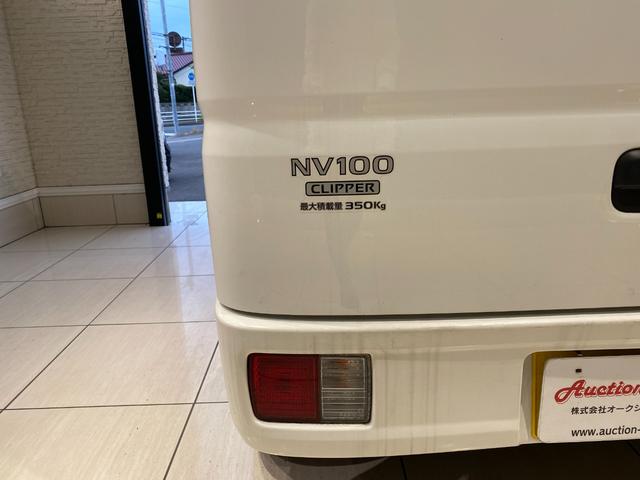 NV100
CLIPPER
最大積載量 350Kg
Auction-
株式会社オークシ
www.auction-